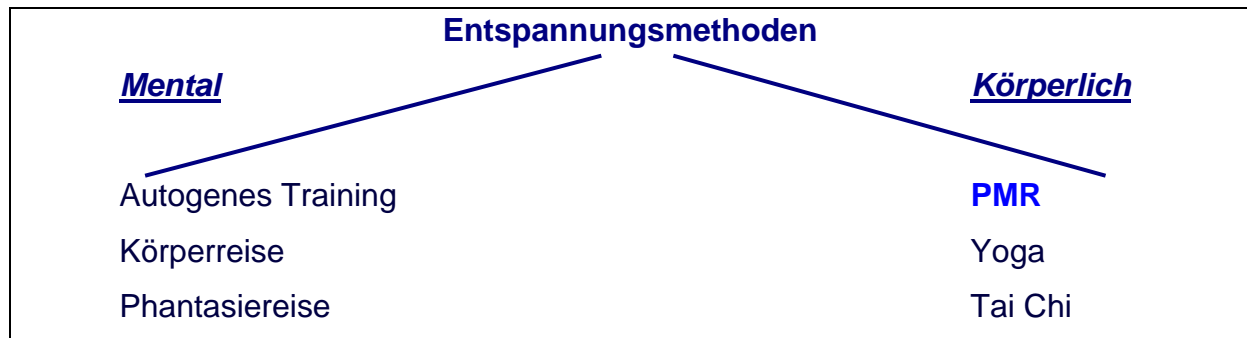 Entspannungsmethoden
Mental Körperlich
Autogenes Training PMR
Körperreise Yoga
Phantasiereise Tai Chi